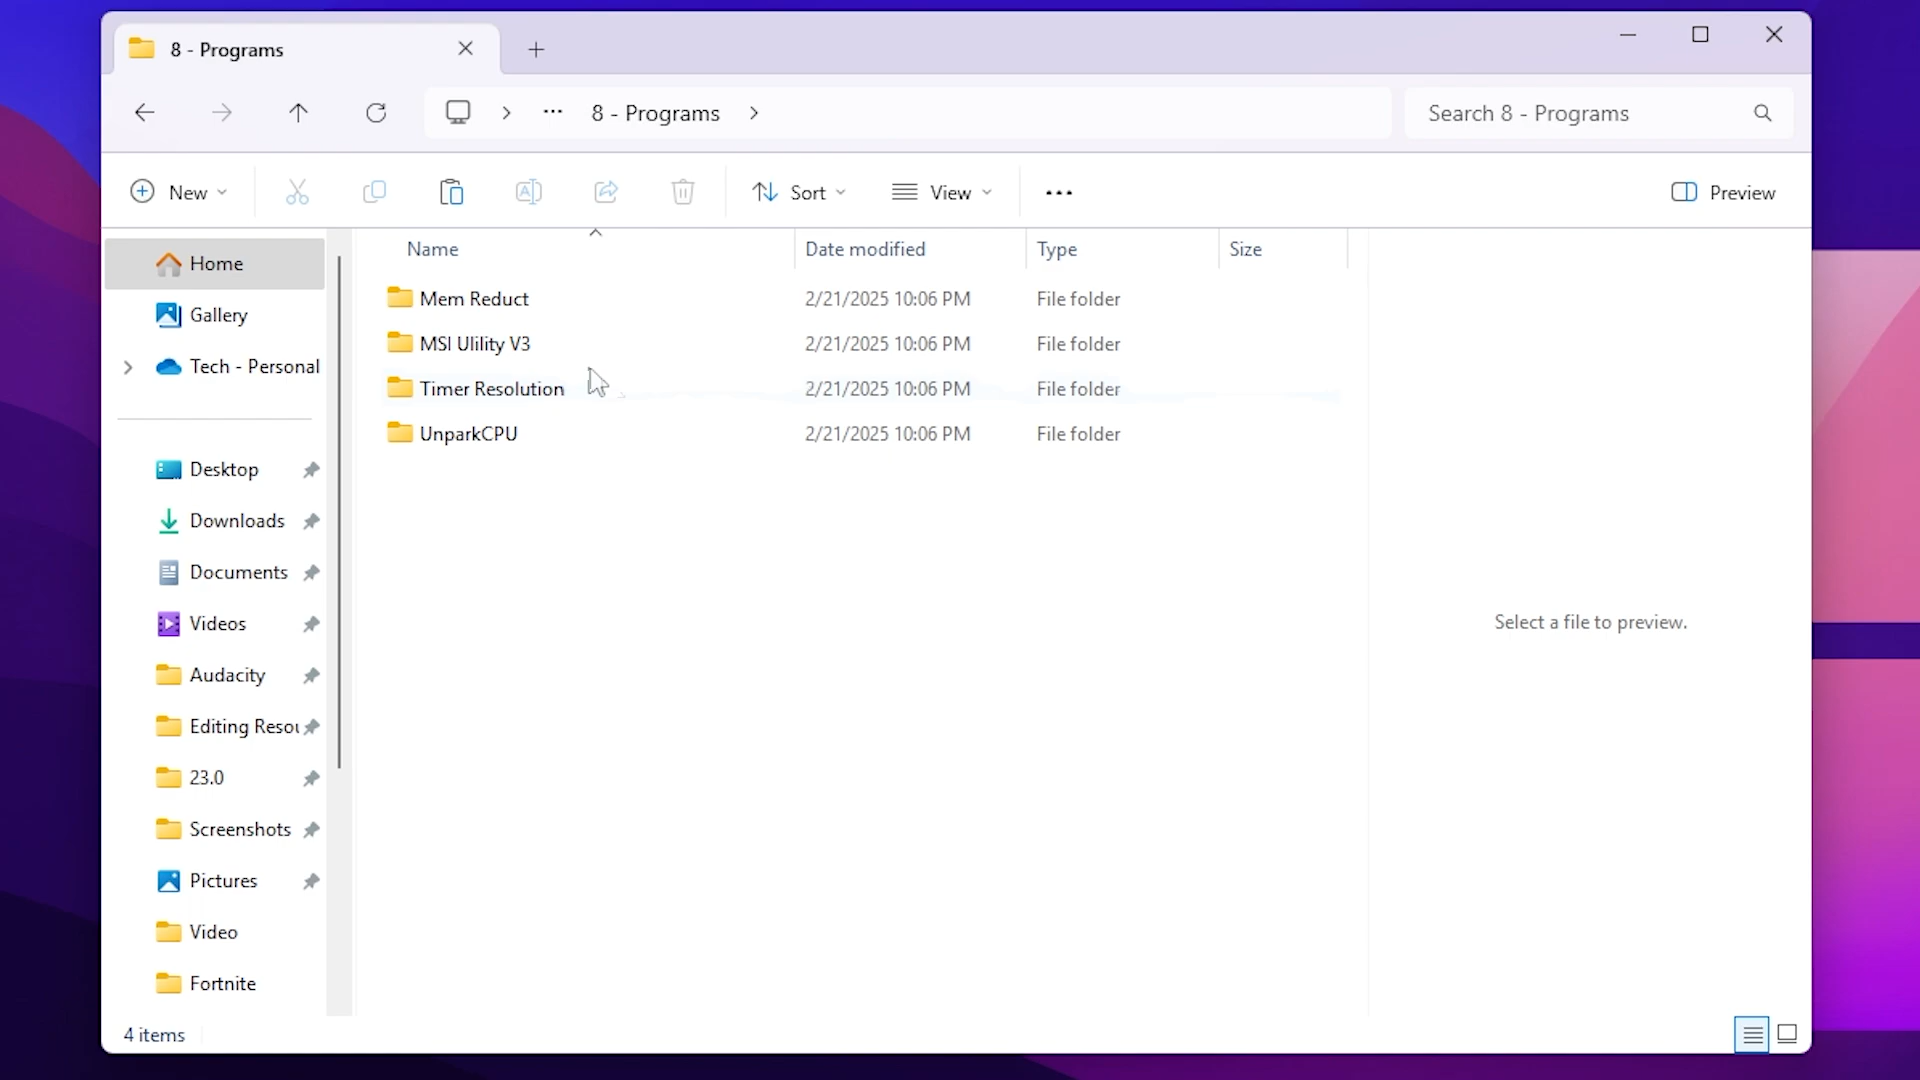 8 - Programs
8 - Programs
Search 8 - Programs
New
Sort
View
Preview
Name
Date modified
Type
Size
Home
Gallery
Tech - Personal
Desktop
Downloads
Documents
Videos
Audacity
Editing Resou
23.0
Screenshots
Pictures
Video
Fortnite
Mem Reduct 2/21/2025 10:06 PM File folder
MSI Ulility V3 2/21/2025 10:06 PM File folder
Timer Resolution 2/21/2025 10:06 PM File folder
UnparkCPU 2/21/2025 10:06 PM File folder
Select a file to preview.
4 items